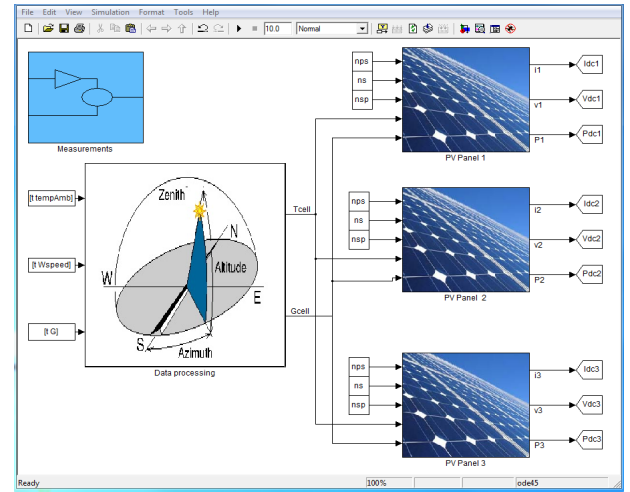 File Edit View Simulation Format Tools Help
10.0 Normal
Measurements
[t tempAmb]
[t Wspeed]
[t G]
Zenith
N
Altitude
W
E
S
Azimuth
Data processing
Tcell
Gcell
nps
ns
nsp
i1
v1
P1
Idc1
Vdc1
Pdc1
PV Panel 1
nps
ns
nsp
i2
v2
P2
Idc2
Vdc2
Pdc2
PV Panel 2
nps
ns
nsp
i3
v3
P3
Idc3
Vdc3
Pdc3
PV Panel 3
Ready 100% ode45